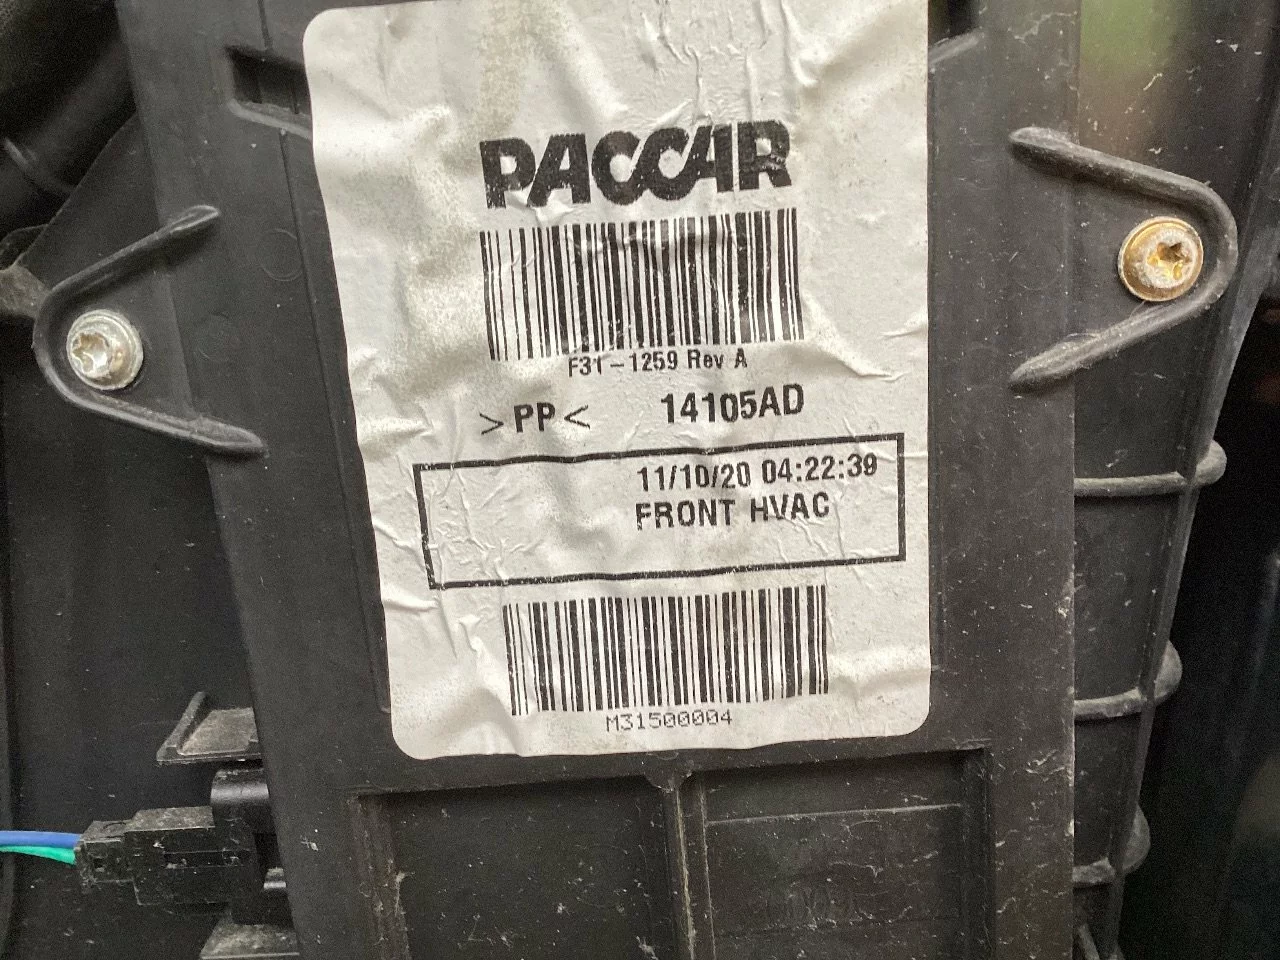 PACCAR
F31-1259 Rev A
>PP< 14105AD
11/10/20 04:22:39
FRONT HVAC
M31500004